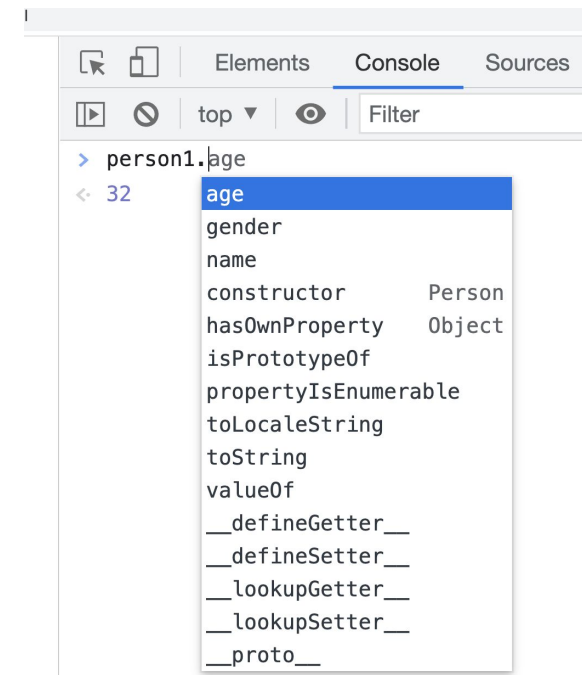 Elements Console Sources
top ▼ Filter
> person1.age
<· 32
age
gender
name
constructor Person
hasOwnProperty Object
isPrototypeOf
propertyIsEnumerable
toLocaleString
toString
valueOf
__defineGetter__
__defineSetter__
__lookupGetter__
__lookupSetter__
__proto__